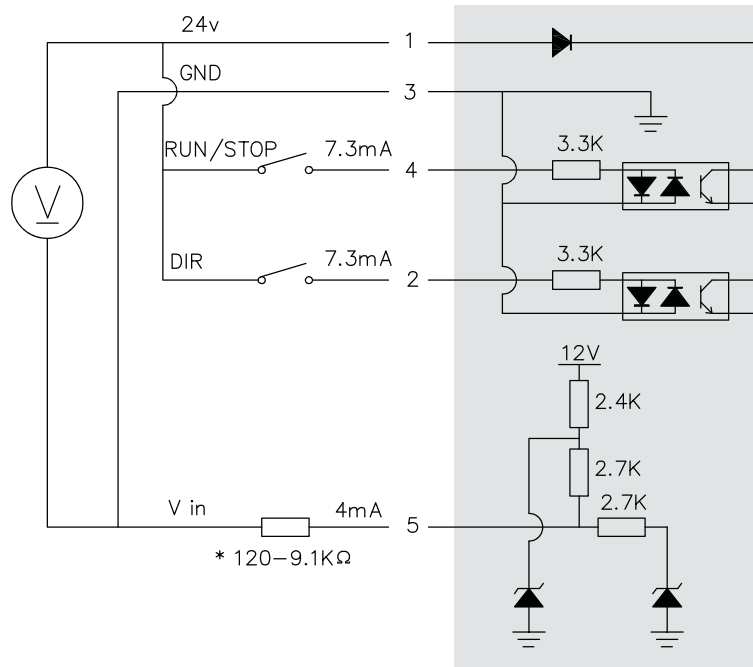 24v
1
GND
3
RUN/STOP
7.3mA
4
3.3K
V
DIR
7.3mA
2
3.3K
12V
2.4K
2.7K
V in
4mA
5
2.7K
* 120-9.1KΩ